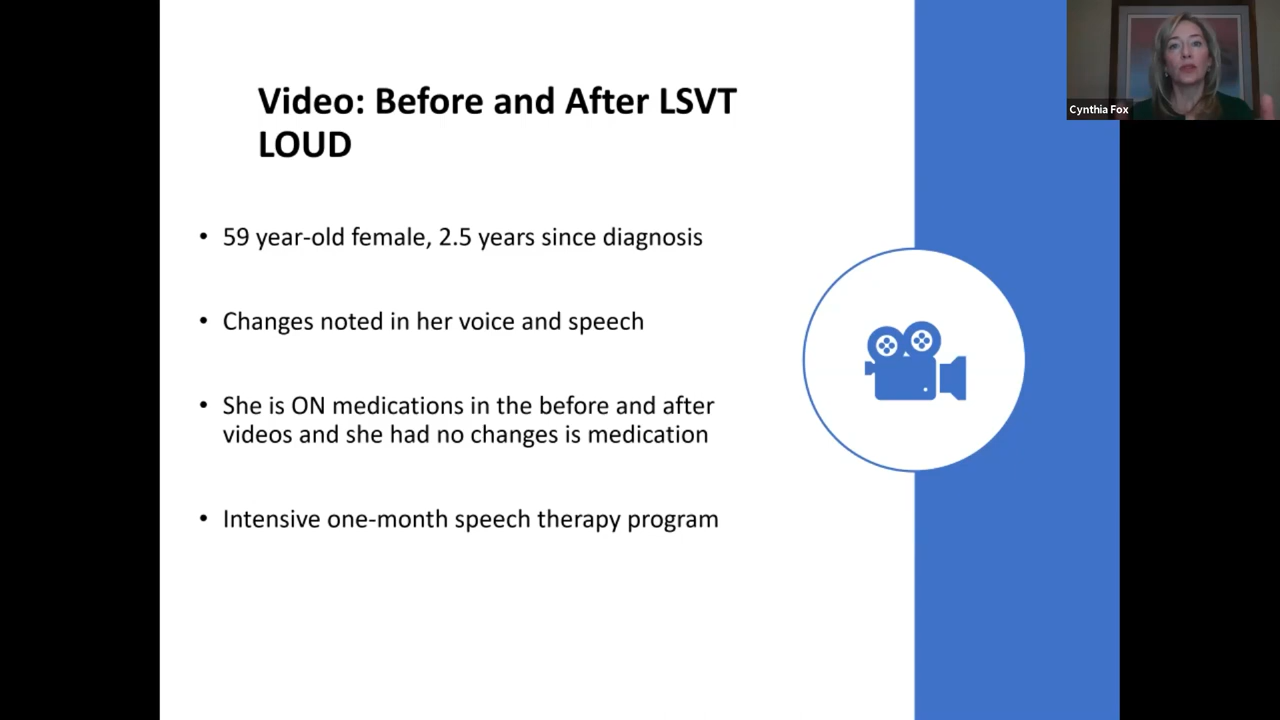 Video: Before and After LSVT
LOUD
• 59 year-old female, 2.5 years since diagnosis
• Changes noted in her voice and speech
• She is ON medications in the before and after
videos and she had no changes is medication
• Intensive one-month speech therapy program
Cynthia Fox